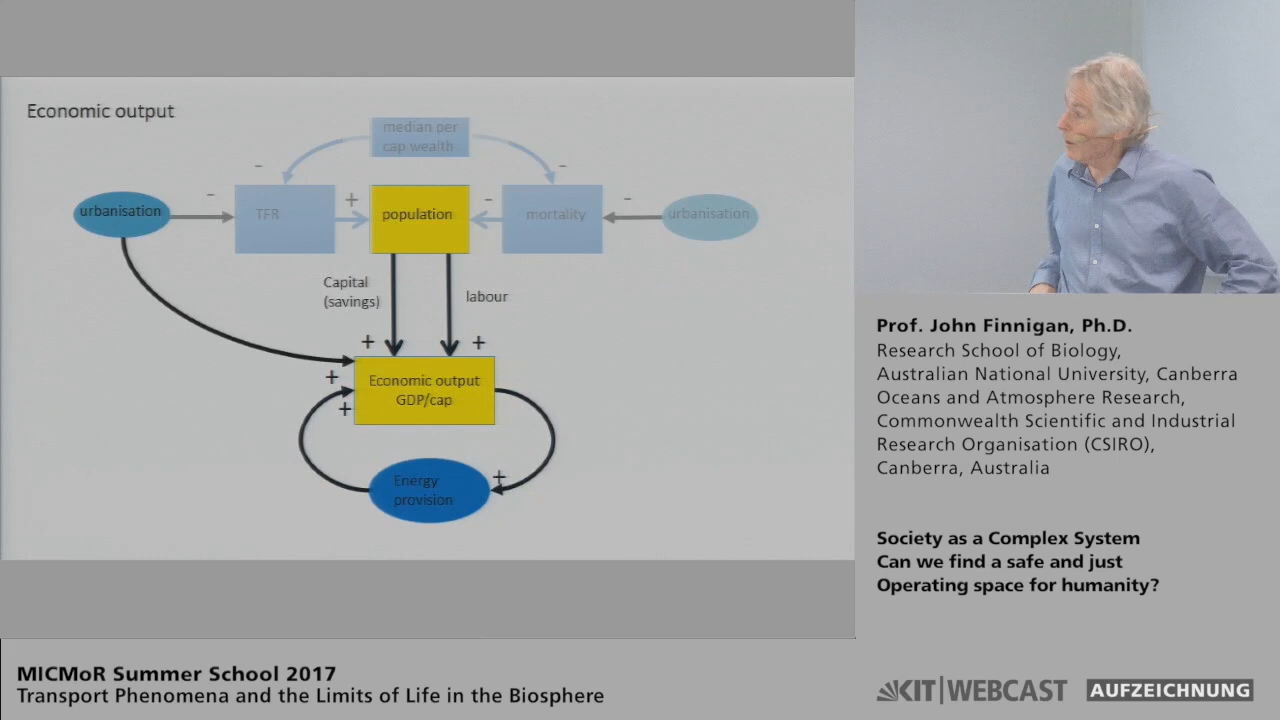 Economic output
median per
cap wealth
-
-
urbanisation
-
TFR
+
population
-
mortality
-
urbanisation
Capital
(savings)
labour
+
+
+
+
Economic output
GDP/cap
Energy
provision
+
Prof. John Finnigan, Ph.D.
Research School of Biology,
Australian National University, Canberra
Oceans and Atmosphere Research,
Commonwealth Scientific and Industrial
Research Organisation (CSIRO),
Canberra, Australia
Society as a Complex System
Can we find a safe and just
Operating space for humanity?
MICMoR Summer School 2017
Transport Phenomena and the Limits of Life in the Biosphere
KIT|WEBCAST
AUFZEICHNUNG